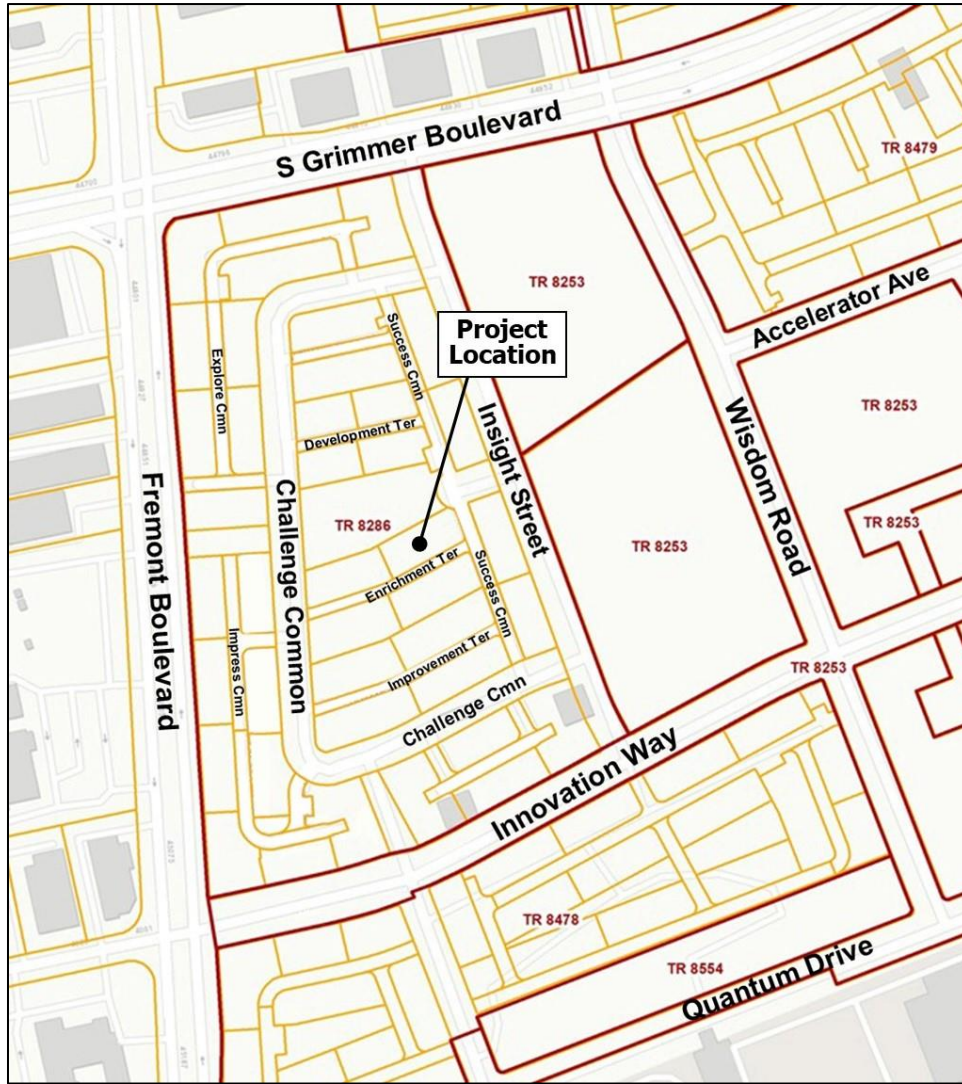 S Grimmer Boulevard
TR 8479
TR 8253
Accelerator Ave
Project
Location
Success Cmn
Explore Cmn
Insight Street
Wisdom Road
TR 8253
Development Ter
Fremont Boulevard
Challenge Common
TR 8286
TR 8253
TR 8253
Enrichment Ter
Success Cmn
Impress Cmn
Improvement Ter
TR 8253
Challenge Cmn
Innovation Way
TR 8478
TR 8554
Quantum Drive